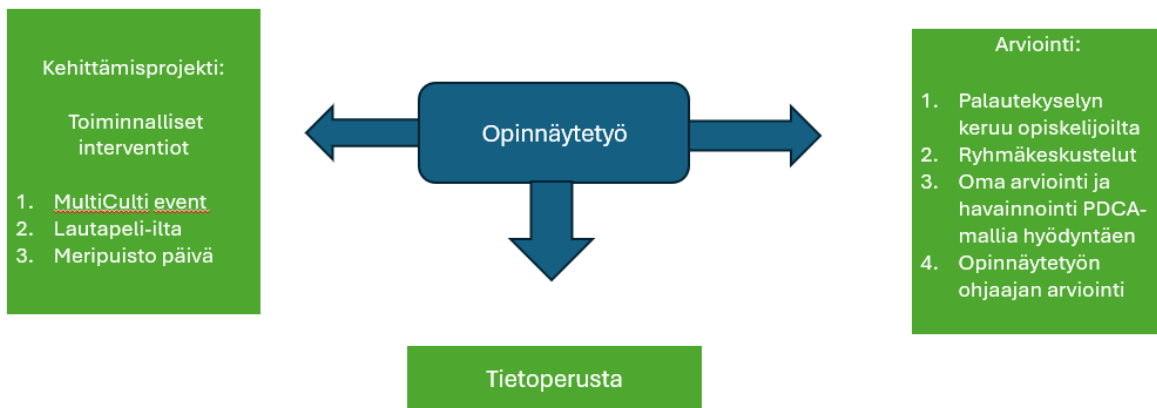 Kehittämisprojekti:
Toiminnalliset
interventiot
1. MultiCulti event
2. Lautapeli-ilta
3. Meripuisto päivä
Opinnäytetyö
Arviointi:
1. Palautekyselyn
keruu opiskelijoilta
2. Ryhmäkeskustelut
3. Oma arviointi ja
havainnointi PDCA-
mallia hyödyntäen
4. Opinnäytetyön
ohjaajan arviointi
Tietoperusta